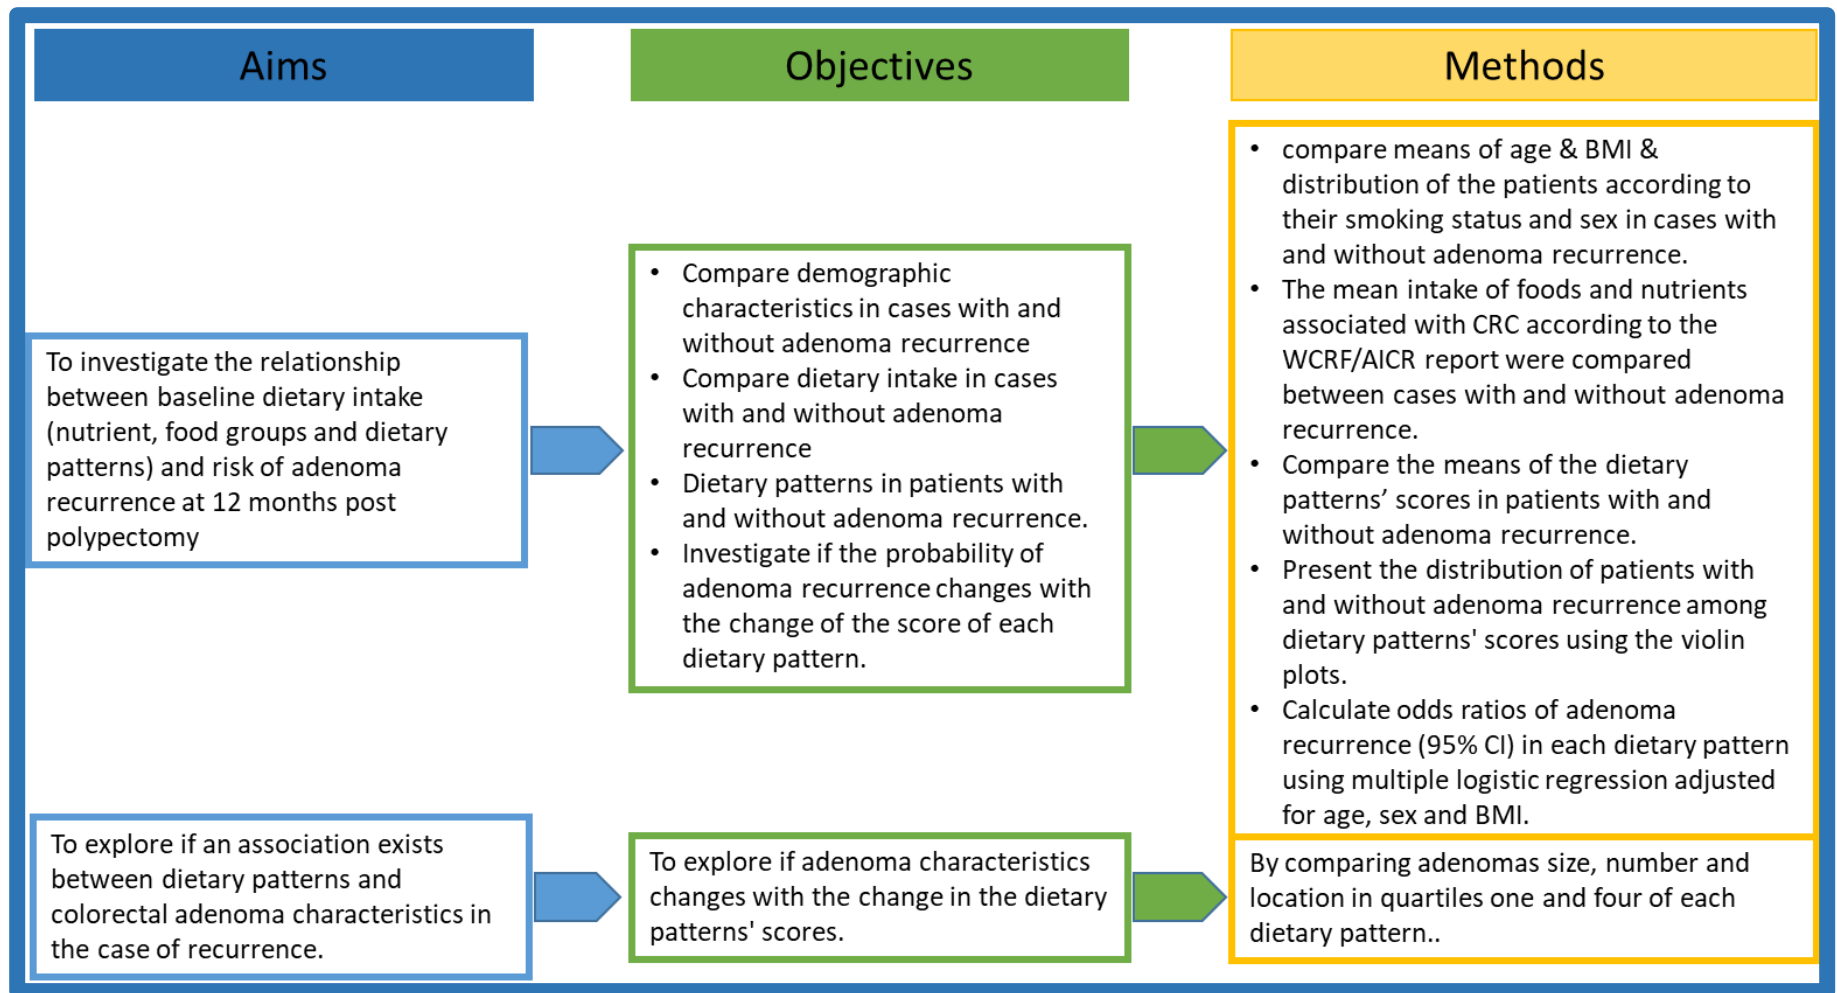 Aims
Objectives
Methods
To investigate the relationship
between baseline dietary intake
(nutrient, food groups and dietary
patterns) and risk of adenoma
recurrence at 12 months post
polypectomy
• Compare demographic
characteristics in cases with and
without adenoma recurrence
• Compare dietary intake in cases
with and without adenoma
recurrence
• Dietary patterns in patients with
and without adenoma recurrence.
• Investigate if the probability of
adenoma recurrence changes with
the change of the score of each
dietary pattern.
• compare means of age & BMI &
distribution of the patients according to
their smoking status and sex in cases with
and without adenoma recurrence.
• The mean intake of foods and nutrients
associated with CRC according to the
WCRF/AICR report were compared
between cases with and without adenoma
recurrence.
• Compare the means of the dietary
patterns’ scores in patients with and
without adenoma recurrence.
• Present the distribution of patients with
and without adenoma recurrence among
dietary patterns' scores using the violin
plots.
• Calculate odds ratios of adenoma
recurrence (95% CI) in each dietary pattern
using multiple logistic regression adjusted
for age, sex and BMI.
To explore if an association exists
between dietary patterns and
colorectal adenoma characteristics in
the case of recurrence.
To explore if adenoma characteristics
changes with the change in the dietary
patterns' scores.
By comparing adenomas size, number and
location in quartiles one and four of each
dietary pattern..